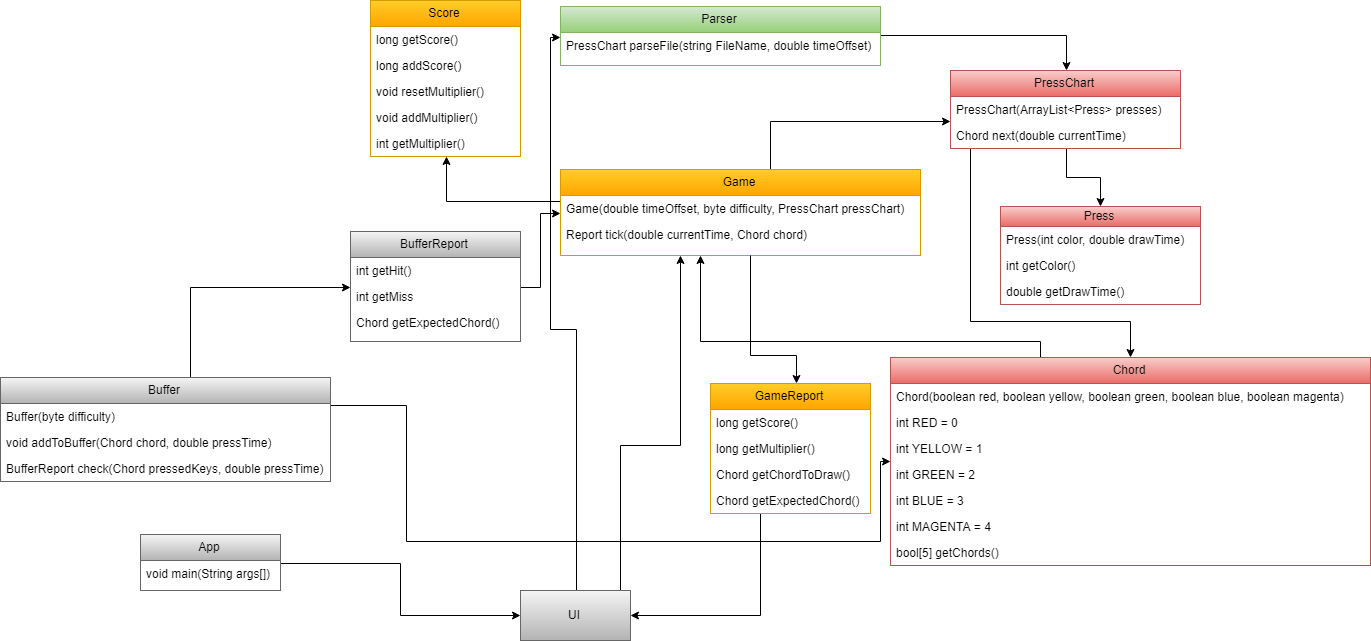 Score
long getScore()
long addScore()
void resetMultiplier()
void addMultiplier()
int getMultiplier()
Parser
PressChart parseFile(string FileName, double timeOffset)
PressChart
PressChart(ArrayList<Press> presses)
Chord next(double currentTime)
Game
Game(double timeOffset, byte difficulty, PressChart pressChart)
Report tick(double currentTime, Chord chord)
Press
Press(int color, double drawTime)
int getColor()
double getDrawTime()
BufferReport
int getHit()
int getMiss
Chord getExpectedChord()
Buffer
Buffer(byte difficulty)
void addToBuffer(Chord chord, double pressTime)
BufferReport check(Chord pressedKeys, double pressTime)
GameReport
long getScore()
long getMultiplier()
Chord getChordToDraw()
Chord getExpectedChord()
Chord
Chord(boolean red, boolean yellow, boolean green, boolean blue, boolean magenta)
int RED = 0
int YELLOW = 1
int GREEN = 2
int BLUE = 3
int MAGENTA = 4
bool[5] getChords()
App
void main(String args[])
UI